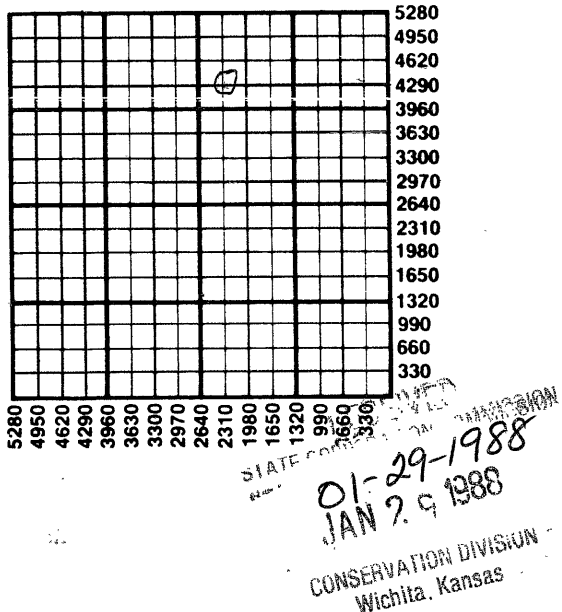 5280
4950
4620
4290
3960
3630
3300
2970
2640
2310
1980
1650
1320
990
660
330
5280 4950 4620 4290 3960 3630 3300 2970 2640 2310 1980 1650 1320 990 660 330
RECEIVED
STATE CORPORATION COMMISSION
01-29-1988
JAN 29 1988
CONSERVATION DIVISION
Wichita, Kansas